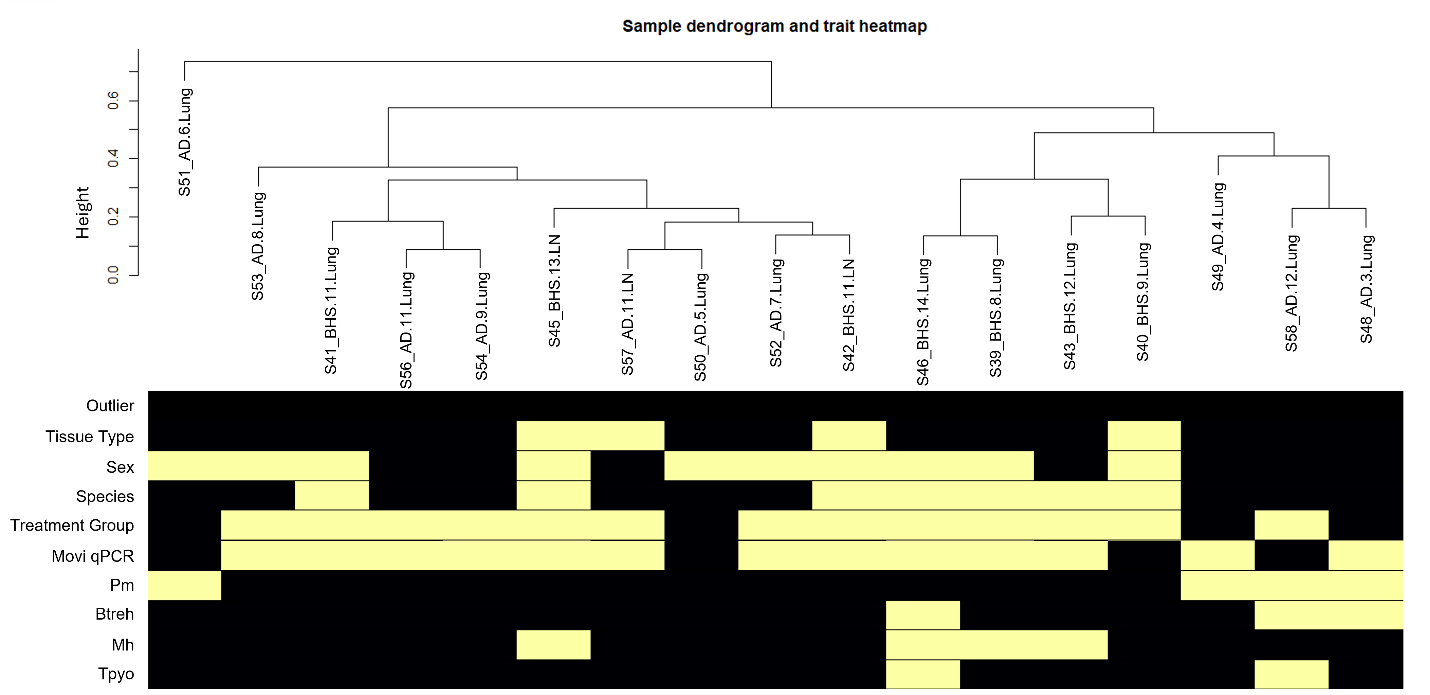 Sample dendrogram and trait heatmap
Height
0.0
0.2
0.4
0.6
S51_AD.6.Lung
S53_AD.8.Lung
S41_BHS.11.Lung
S56_AD.11.Lung
S54_AD.9.Lung
S45_BHS.13.LN
S57_AD.11.LN
S50_AD.5.Lung
S52_AD.7.Lung
S42_BHS.11.LN
S46_BHS.14.Lung
S39_BHS.8.Lung
S43_BHS.12.Lung
S40_BHS.9.Lung
S49_AD.4.Lung
S58_AD.12.Lung
S48_AD.3.Lung
Outlier
Tissue Type
Sex
Species
Treatment Group
Movi qPCR
Pm
Btreh
Mh
Tpyo